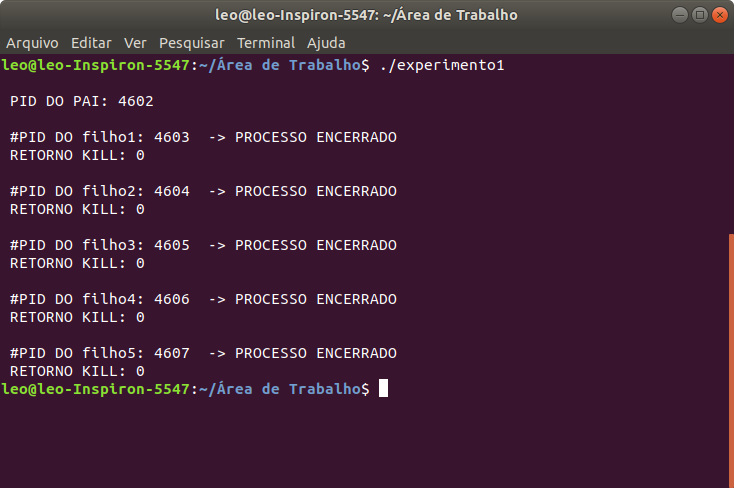 leo@leo-Inspiron-5547: ~/Área de Trabalho
Arquivo Editar Ver Pesquisar Terminal Ajuda
leo@leo-Inspiron-5547:~/Área de Trabalho$ ./experimento1
PID DO PAI: 4602
#PID DO filho1: 4603 -> PROCESSO ENCERRADO
RETORNO KILL: 0
#PID DO filho2: 4604 -> PROCESSO ENCERRADO
RETORNO KILL: 0
#PID DO filho3: 4605 -> PROCESSO ENCERRADO
RETORNO KILL: 0
#PID DO filho4: 4606 -> PROCESSO ENCERRADO
RETORNO KILL: 0
#PID DO filho5: 4607 -> PROCESSO ENCERRADO
RETORNO KILL: 0
leo@leo-Inspiron-5547:~/Área de Trabalho$